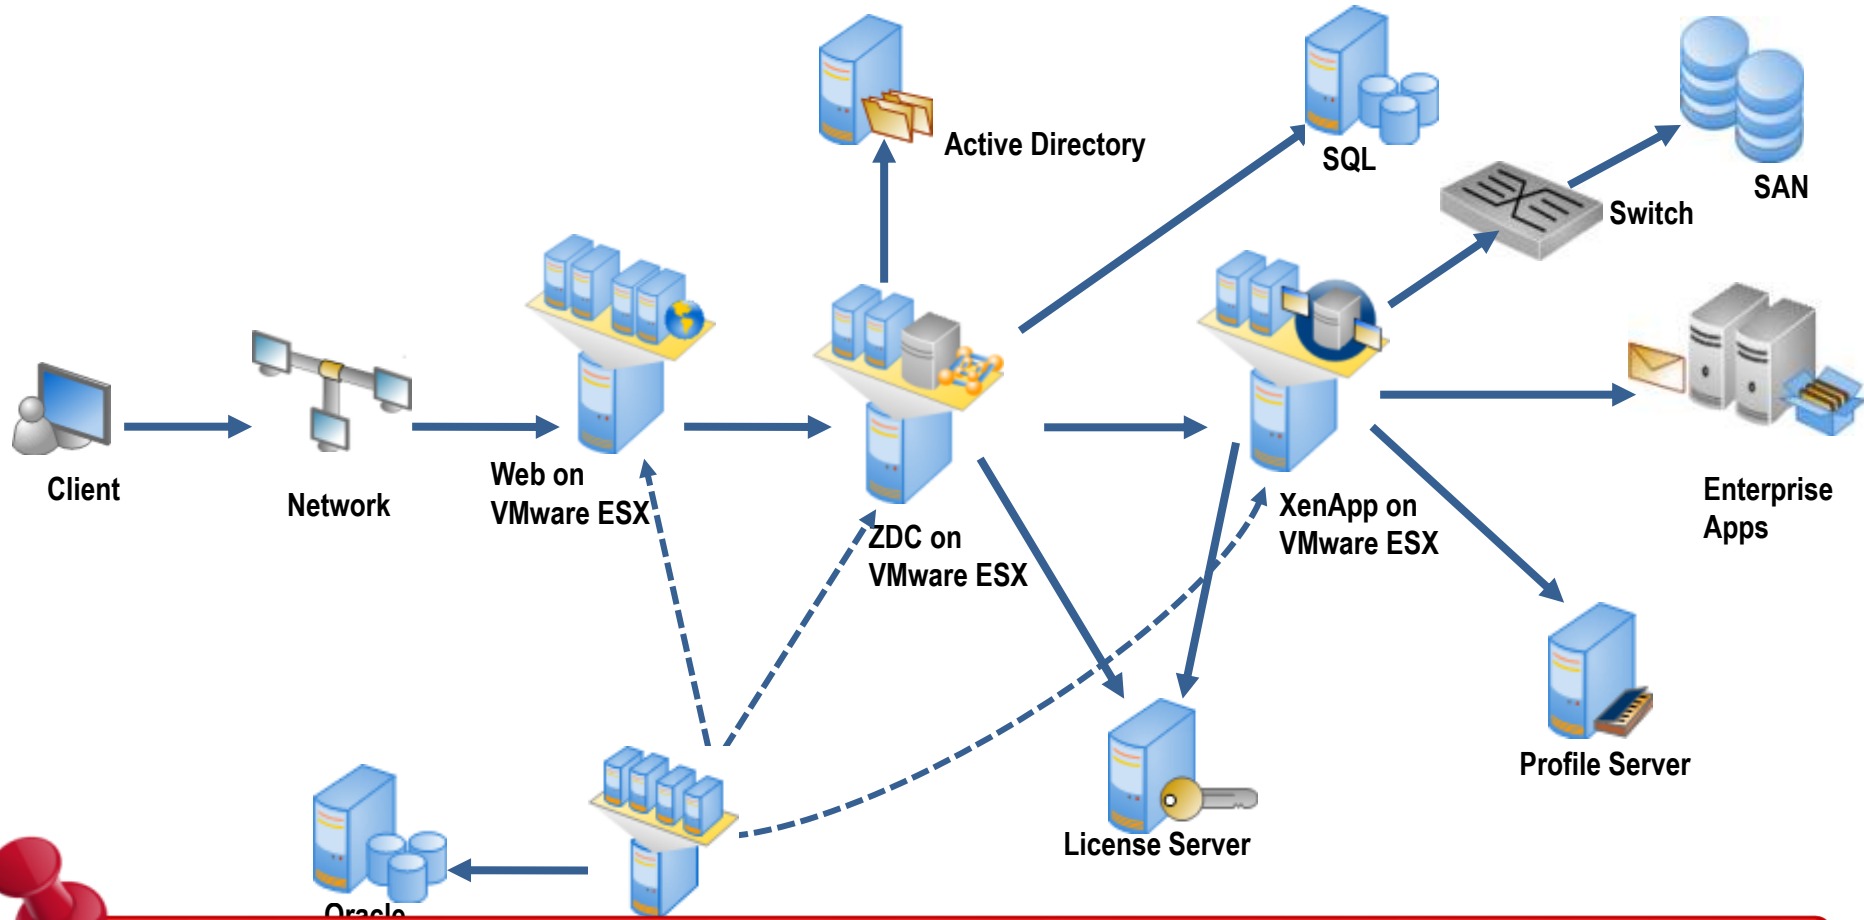 Active Directory
SQL
SAN
Switch
Client
Network
Web on
VMware ESX
ZDC on
VMware ESX
XenApp on
VMware ESX
Enterprise
Apps
Profile Server
License Server
Oracle